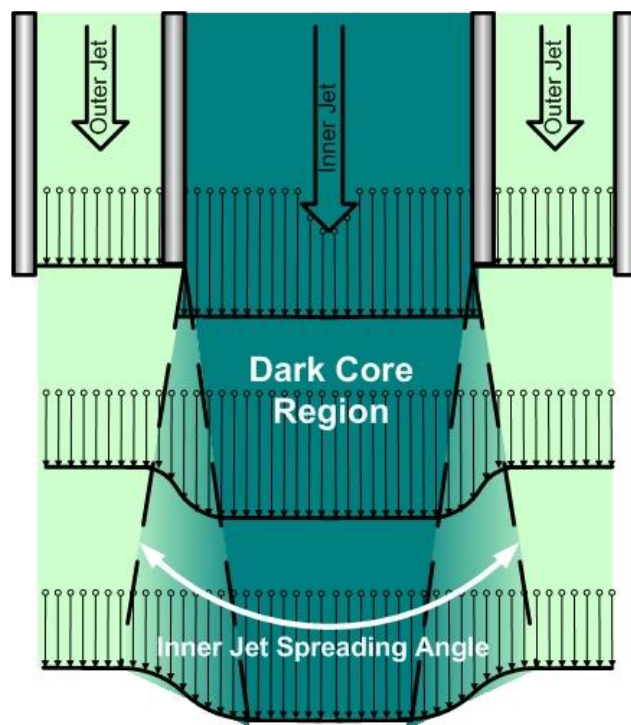 Outer Jet
Inner Jet
Outer Jet
Dark Core
Region
Inner Jet Spreading Angle